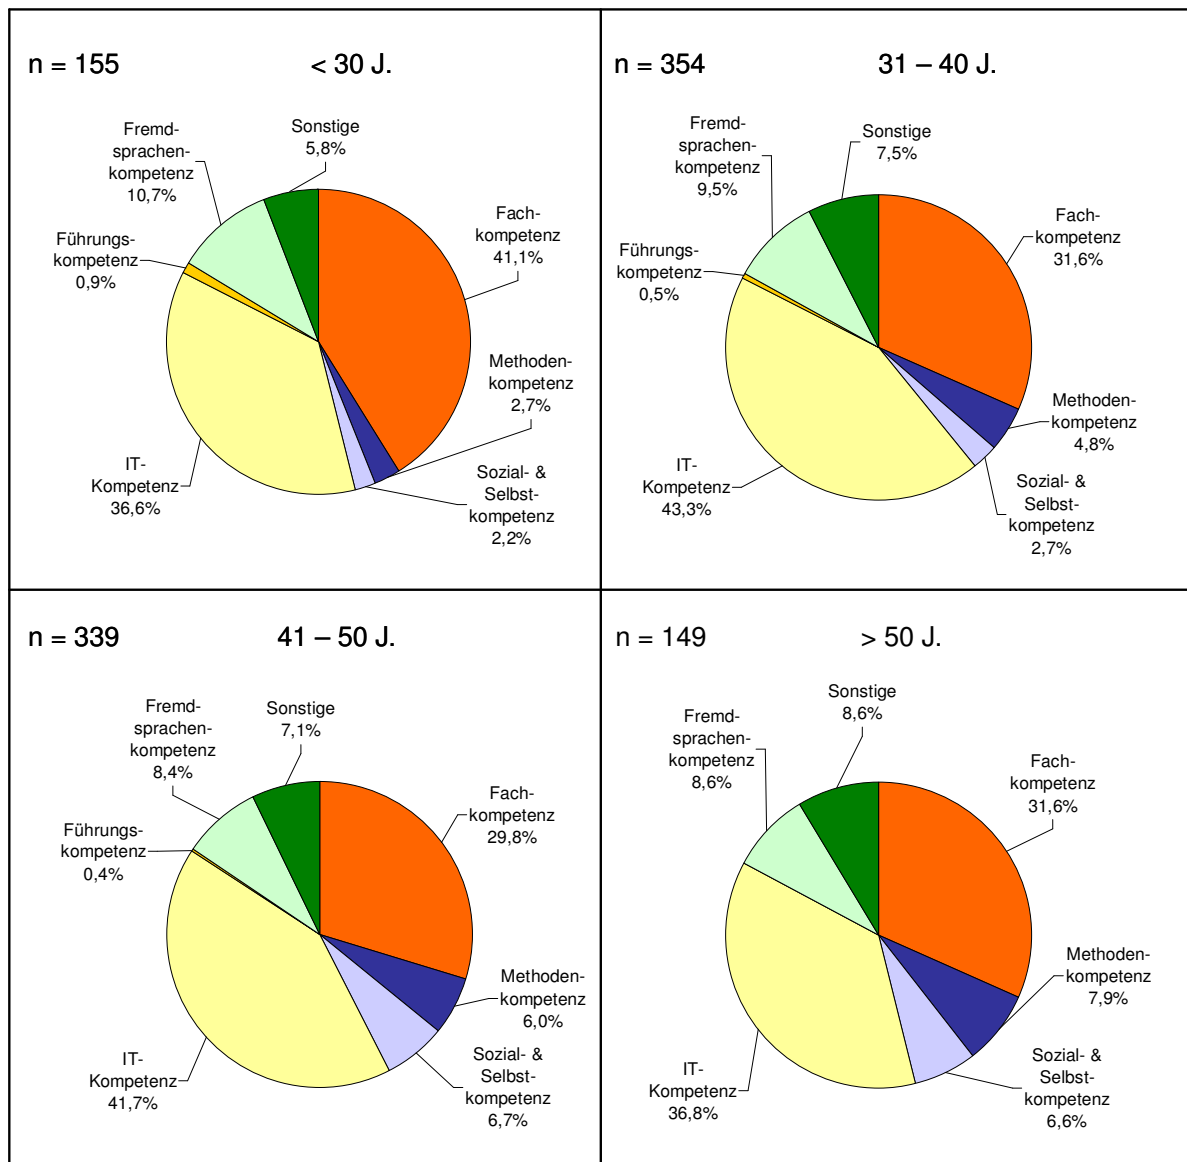 n = 155
< 30 J.
Fremd-
sprachen-
kompetenz
10,7%
Sonstige
5,8%
Fach-
kompetenz
41,1%
Führungs-
kompetenz
0,9%
Methoden-
kompetenz
2,7%
IT-
Kompetenz
36,6%
Sozial- &
Selbst-
kompetenz
2,2%
n = 354
31 – 40 J.
Fremd-
sprachen-
kompetenz
9,5%
Sonstige
7,5%
Fach-
kompetenz
31,6%
Führungs-
kompetenz
0,5%
Methoden-
kompetenz
4,8%
IT-
Kompetenz
43,3%
Sozial- &
Selbst-
kompetenz
2,7%
n = 339
41 – 50 J.
Fremd-
sprachen-
kompetenz
8,4%
Sonstige
7,1%
Fach-
kompetenz
29,8%
Führungs-
kompetenz
0,4%
Methoden-
kompetenz
6,0%
IT-
Kompetenz
41,7%
Sozial- &
Selbst-
kompetenz
6,7%
n = 149
> 50 J.
Fremd-
sprachen-
kompetenz
8,6%
Sonstige
8,6%
Fach-
kompetenz
31,6%
Methoden-
kompetenz
7,9%
IT-
Kompetenz
36,8%
Sozial- &
Selbst-
kompetenz
6,6%